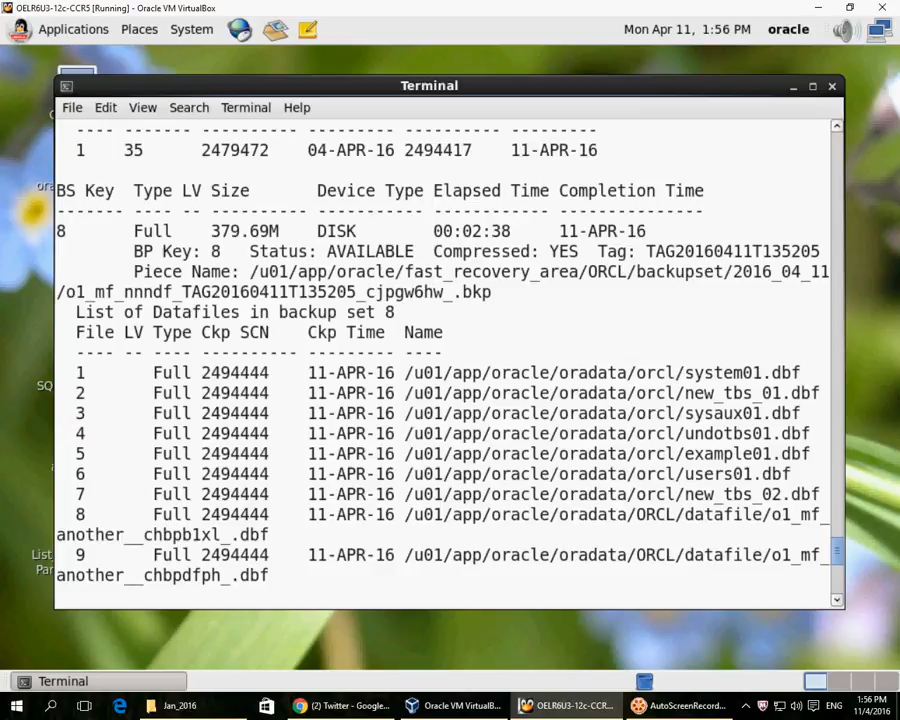 OELR6U3-12c-CCR5 [Running] - Oracle VM VirtualBox
Applications Places System
Mon Apr 11, 1:56 PM oracle
Terminal
File Edit View Search Terminal Help
---- ------- ---------- --------- ---------- ---------
1 35 2479472 04-APR-16 2494417 11-APR-16
BS Key Type LV Size Device Type Elapsed Time Completion Time
------- ---- -- ---------- ----------- ------------ ---------------
8 Full 379.69M DISK 00:02:38 11-APR-16
BP Key: 8 Status: AVAILABLE Compressed: YES Tag: TAG20160411T135205
Piece Name: /u01/app/oracle/fast_recovery_area/ORCL/backupset/2016_04_11
/o1_mf_nnndf_TAG20160411T135205_cjpgw6hw_.bkp
List of Datafiles in backup set 8
File LV Type Ckp SCN Ckp Time Name
---- -- ---- ---------- --------- ----
1 Full 2494444 11-APR-16 /u01/app/oracle/oradata/orcl/system01.dbf
2 Full 2494444 11-APR-16 /u01/app/oracle/oradata/orcl/new_tbs_01.dbf
3 Full 2494444 11-APR-16 /u01/app/oracle/oradata/orcl/sysaux01.dbf
4 Full 2494444 11-APR-16 /u01/app/oracle/oradata/orcl/undotbs01.dbf
5 Full 2494444 11-APR-16 /u01/app/oracle/oradata/orcl/example01.dbf
6 Full 2494444 11-APR-16 /u01/app/oracle/oradata/orcl/users01.dbf
7 Full 2494444 11-APR-16 /u01/app/oracle/oradata/orcl/new_tbs_02.dbf
8 Full 2494444 11-APR-16 /u01/app/oracle/oradata/ORCL/datafile/o1_mf_
another__chbpb1xl_.dbf
9 Full 2494444 11-APR-16 /u01/app/oracle/oradata/ORCL/datafile/o1_mf_
another__chbpdfph_.dbf
SQ
List
Par
Terminal
Jan_2016
(2) Twitter - Google...
Oracle VM VirtualB...
OELR6U3-12c-CCR...
AutoScreenRecord...
ENG
1:56 PM
11/4/2016